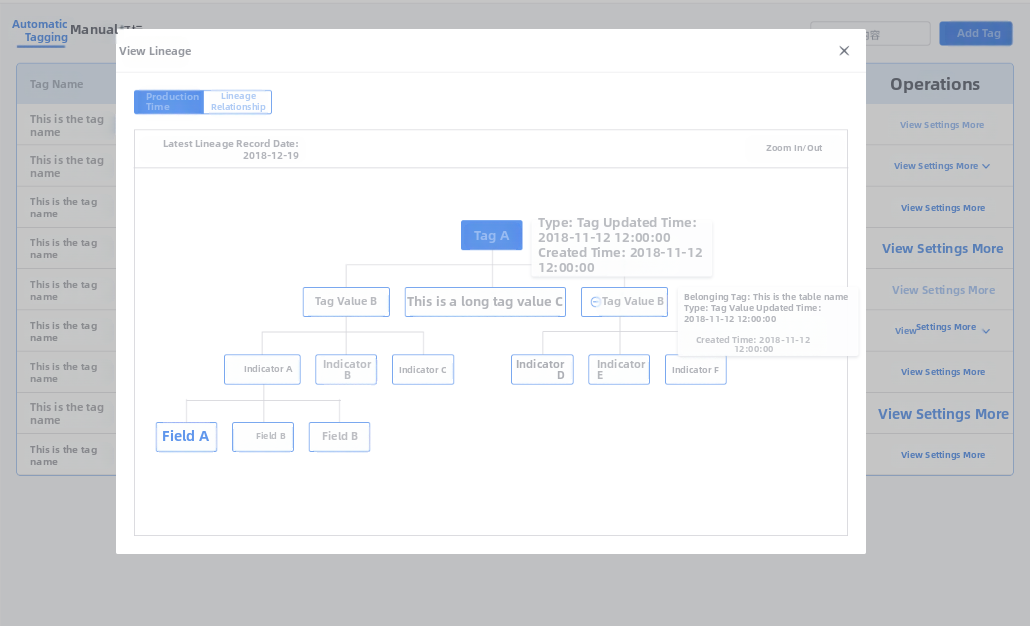 Automatic
Tagging
Manual
容
Add Tag
View Lineage
Tag Name
Operations
Production
Time
Lineage
Relationship
This is the tag
name
View Settings More
Latest Lineage Record Date:
2018-12-19
Zoom In/Out
This is the tag
name
View Settings More
This is the tag
name
View Settings More
Tag A
Type: Tag Updated Time:
2018-11-12 12:00:00
Created Time: 2018-11-12
12:00:00
This is the tag
name
View Settings More
This is the tag
name
View Settings More
Tag Value B
This is a long tag value C
Tag Value B
Belonging Tag: This is the table name
Type: Tag Value Updated Time:
2018-11-12 12:00:00
Created Time: 2018-11-12
12:00:00
This is the tag
name
View Settings More
This is the tag
name
View Settings More
Indicator A
Indicator
B
Indicator C
Indicator
D
Indicator
E
Indicator F
This is the tag
name
View Settings More
Field A
Field B
Field B
This is the tag
name
View Settings More